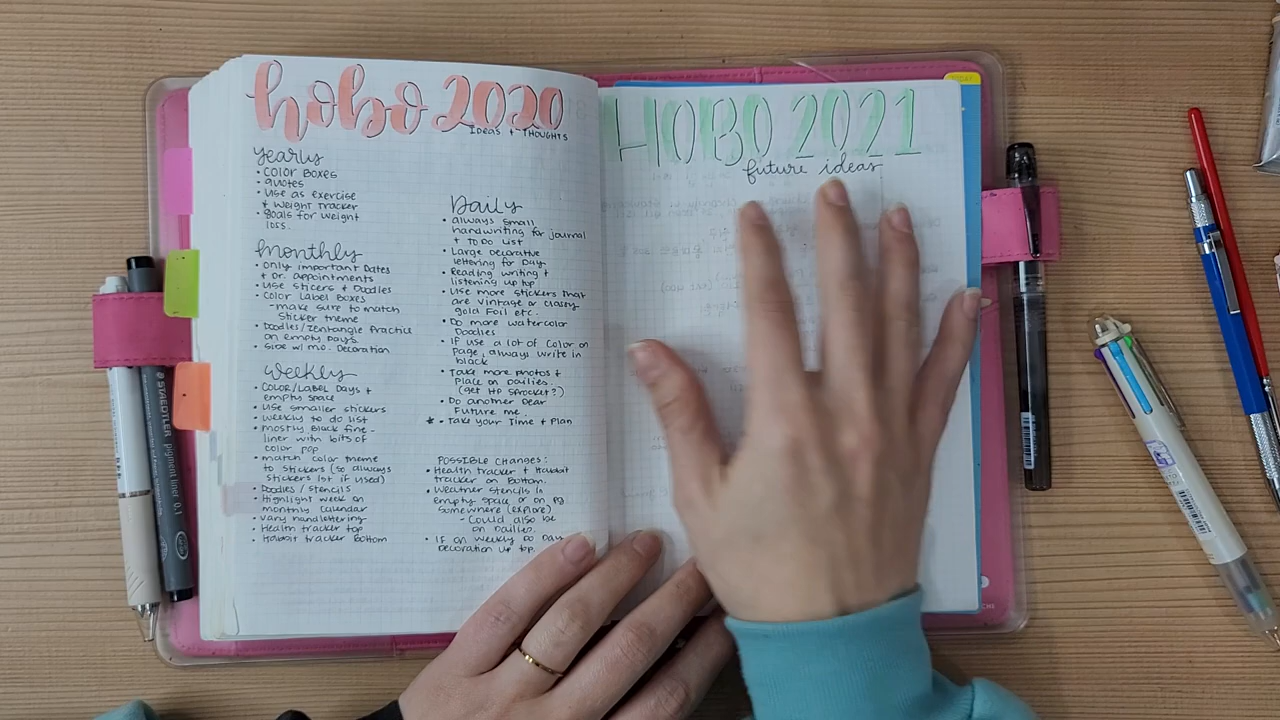 hobo 2020
IDEAS + THOUGHTS
yearly
• COLOR BOXES
• QUOTES
• USE AS EXERCISE
+ WEIGHT TRACKER
• GOALS FOR WEIGHT
LOSS.
Monthly
• ONLY IMPORTANT DATES
+ Dr. APPOINTMENTS
• USE STICERS + DOODLES
• COLOR LABEL BOXES
- MAKE SURE TO MATCH
STICKER THEME
• DOODLES/ZENTANGLE PRACTICE
ON EMPTY DAYS
• SIDE W/ MO. DECORATION
Weekly
• COLOR/LABEL DAYS +
EMPTY SPACE
• USE SMALLER STICKERS
• WEEKLY TO DO LIST
• MOSTLY BLACK FINE-
LINER WITH BITS OF
COLOR POP
• MATCH COLOR THEME
TO STICKERS (SO ALWAYS
STICKERS 1ST IF USED)
• DOODLES / STENCILS
• HIGHLIGHT WEEK ON
MONTHLY CALENDAR
• VARY HANDLETTERING
• HEALTH TRACKER TOP
• HABBIT TRACKER BOTTOM
Daily
• ALWAYS SMALL
HANDWRITING FOR JOURNAL
+ TO DO LIST
• LARGE DECORATIVE
LETTERING FOR DAY
• READING WRITING +
LISTENING UP TOP
• USE MORE STICKERS THAT
ARE VINTAGE OR CLASSY
GOLD FOIL ETC.
• DO MORE WATERCOLOR
DOODLES
• IF USE A LOT OF COLOR ON
PAGE, ALWAYS WRITE IN
BLACK
• TAKE MORE PHOTOS +
PLACE ON DAILIES.
(GET HP SPROCKET?)
• DO ANOTHER DEAR
FUTURE ME.
* • TAKE YOUR TIME + PLAN
POSSIBLE CHANGES:
• HEALTH TRACKER + HABBIT
TRACKER ON BOTTOM.
• WEATHER STENCILS IN
EMPTY SPACE OR ON PG
SOMEWHERE (EXPLORE)
- COULD ALSO BE
ON DAILIES.
• IF ON WEEKLY DO DAY
DECORATION UP TOP.
HOBO 2021
future ideas
TODAY
STAEDTLER pigment liner 0.1